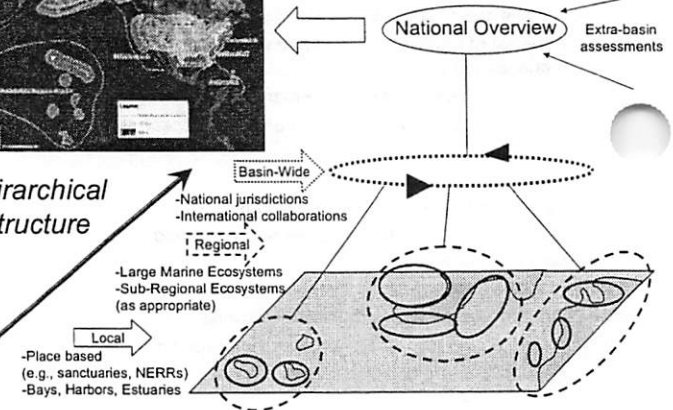 National Overview
Extra-basin
assessments
Basin-Wide
-National jurisdictions
-International collaborations
irarchical
tructure
Regional
-Large Marine Ecosystems
-Sub-Regional Ecosystems
(as appropriate)
Local
-Place based
(e.g., sanctuaries, NERRs)
-Bays, Harbors, Estuaries